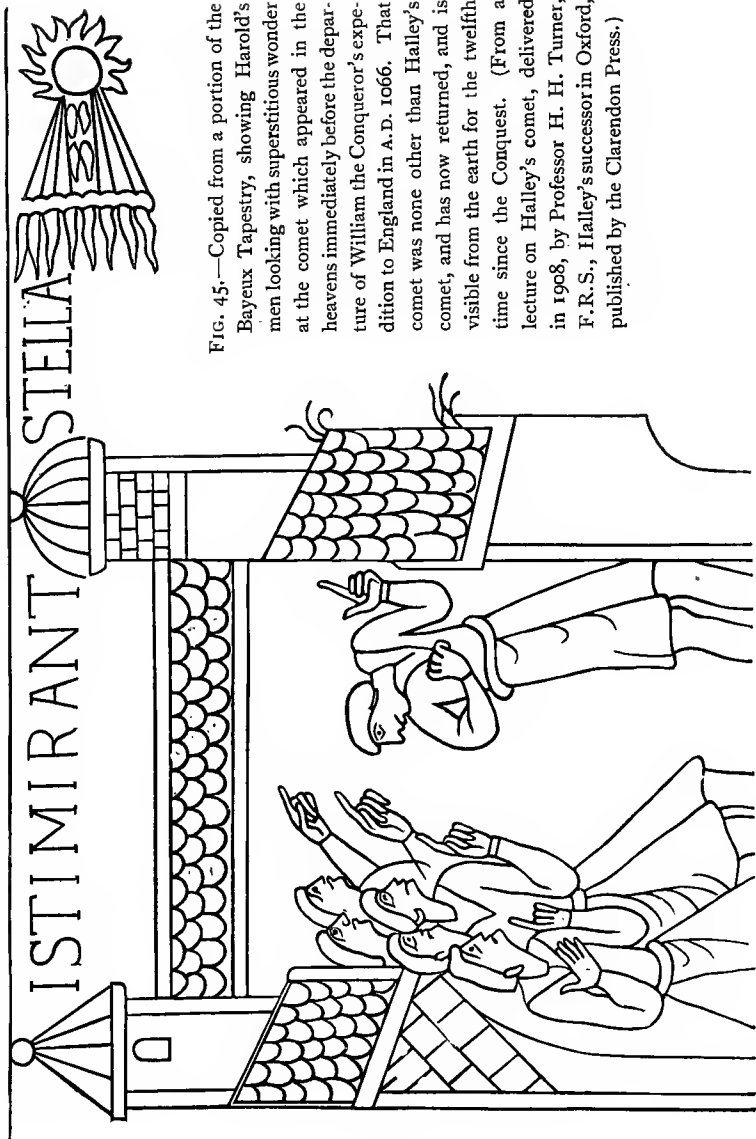 ISTIMIRANT STELLA
FIG. 45.—Copied from a portion of the
Bayeux Tapestry, showing Harold's
men looking with superstitious wonder
at the comet which appeared in the
heavens immediately before the depar-
ture of William the Conqueror's expe-
dition to England in A.D. 1066. That
comet was none other than Halley's
comet, and has now returned, and is
visible from the earth for the twelfth
time since the Conquest. (From a
lecture on Halley's comet, delivered
in 1908, by Professor H. H. Turner,
F.R.S., Halley's successor in Oxford,
published by the Clarendon Press.)